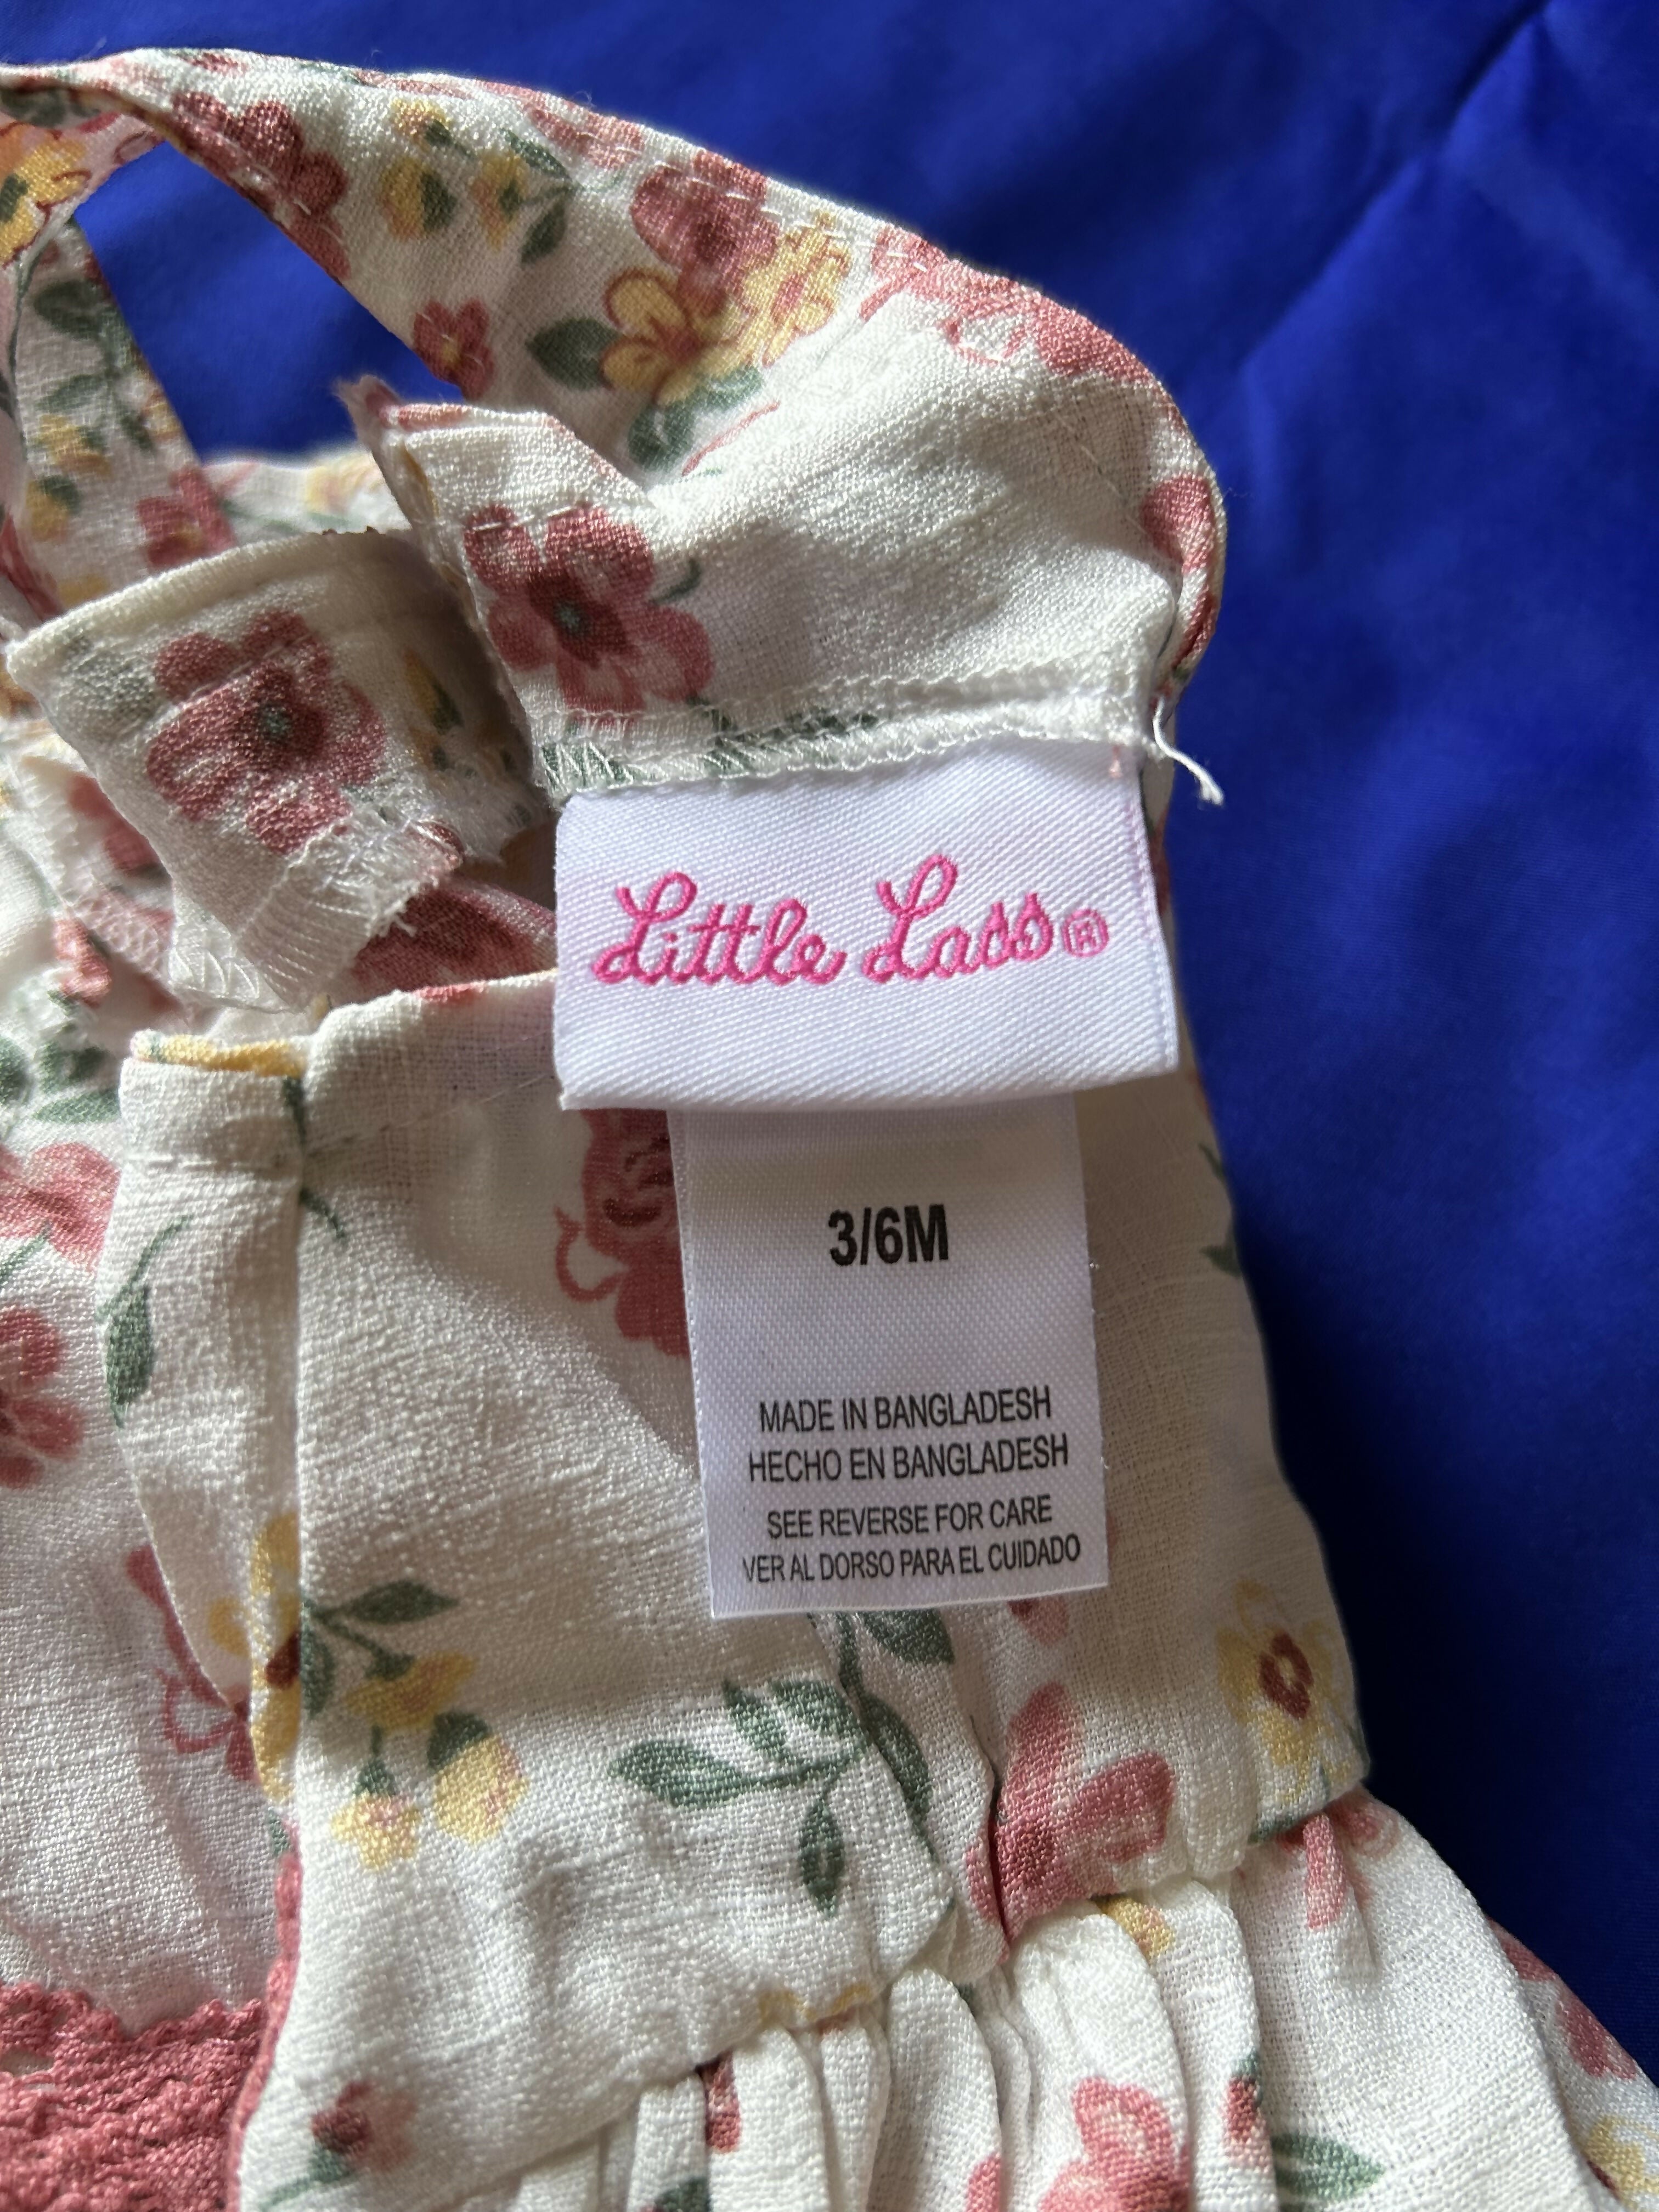 Little Lass®
3/6M
MADE IN BANGLADESH
HECHO EN BANGLADESH
SEE REVERSE FOR CARE
VER AL DORSO PARA EL CUIDADO